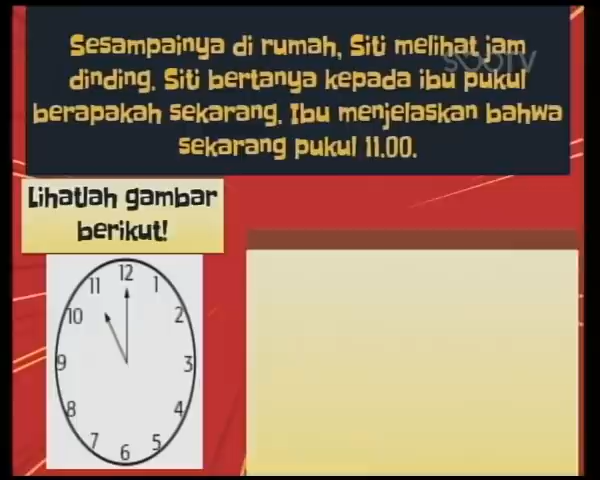 Sesampainya di rumah, Siti melihat jam
dinding. Siti bertanya kepada ibu pukul
berapakah sekarang. Ibu menjelaskan bahwa
sekarang pukul 11.00.
Lihatlah gambar
berikut!
12
11
1
10
2
9
3
8
4
7
5
6